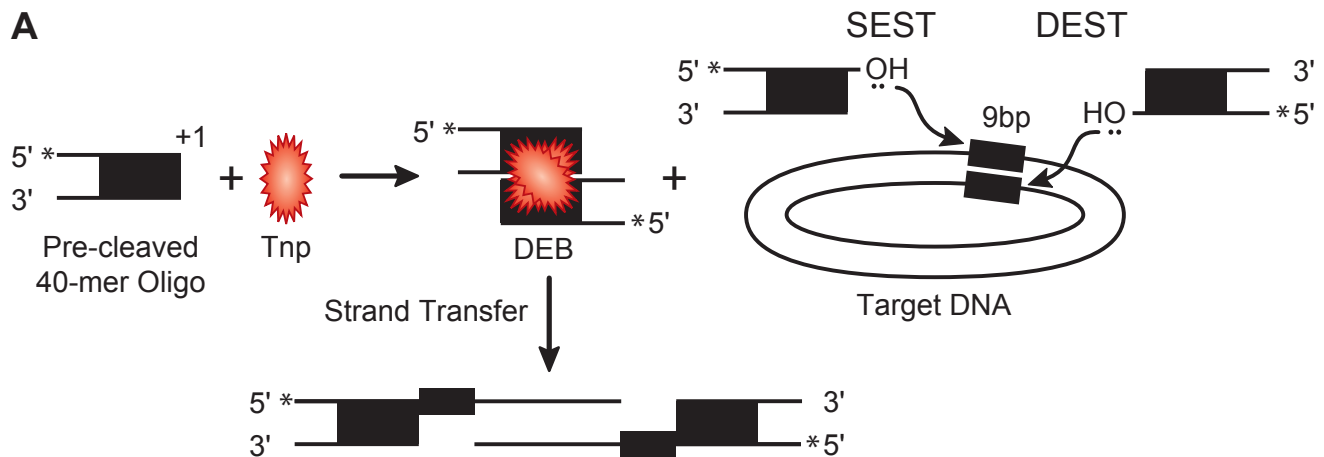 A
SEST
DEST
5' *
OH
3'
3'
HO
*5'
9bp
+1
5' *
3'
+
+
5' *
*5'
Tnp
DEB
Pre-cleaved
40-mer Oligo
Target DNA
Strand Transfer
5' *
3'
3'
*5'